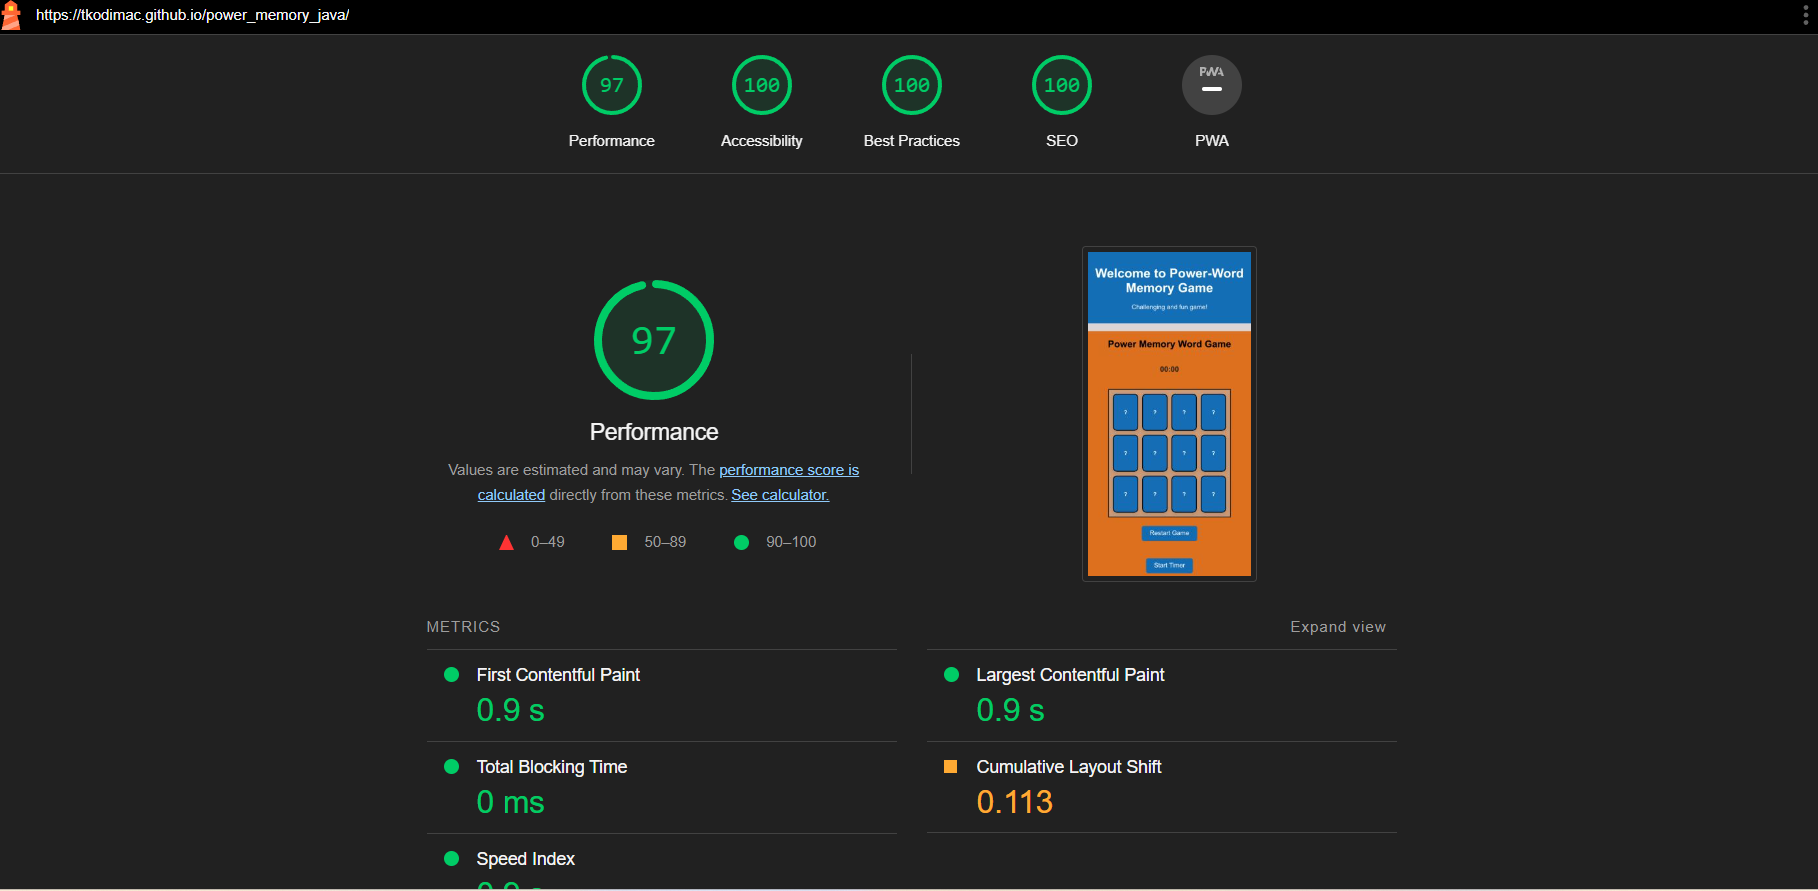 https://tkodimac.github.io/power_memory_java/
97
100
100
100
PWA
Performance
Accessibility
Best Practices
SEO
PWA
97
Performance
Values are estimated and may vary. The performance score is
calculated directly from these metrics. See calculator.
0–49
50–89
90–100
Welcome to Power-Word
Memory Game
Challenging and fun game!
Power Memory Word Game
00:00
? ? ? ?
? ? ? ?
? ? ? ?
Restart Game
Start Timer
METRICS
Expand view
First Contentful Paint
0.9 s
Largest Contentful Paint
0.9 s
Total Blocking Time
0 ms
Cumulative Layout Shift
0.113
Speed Index